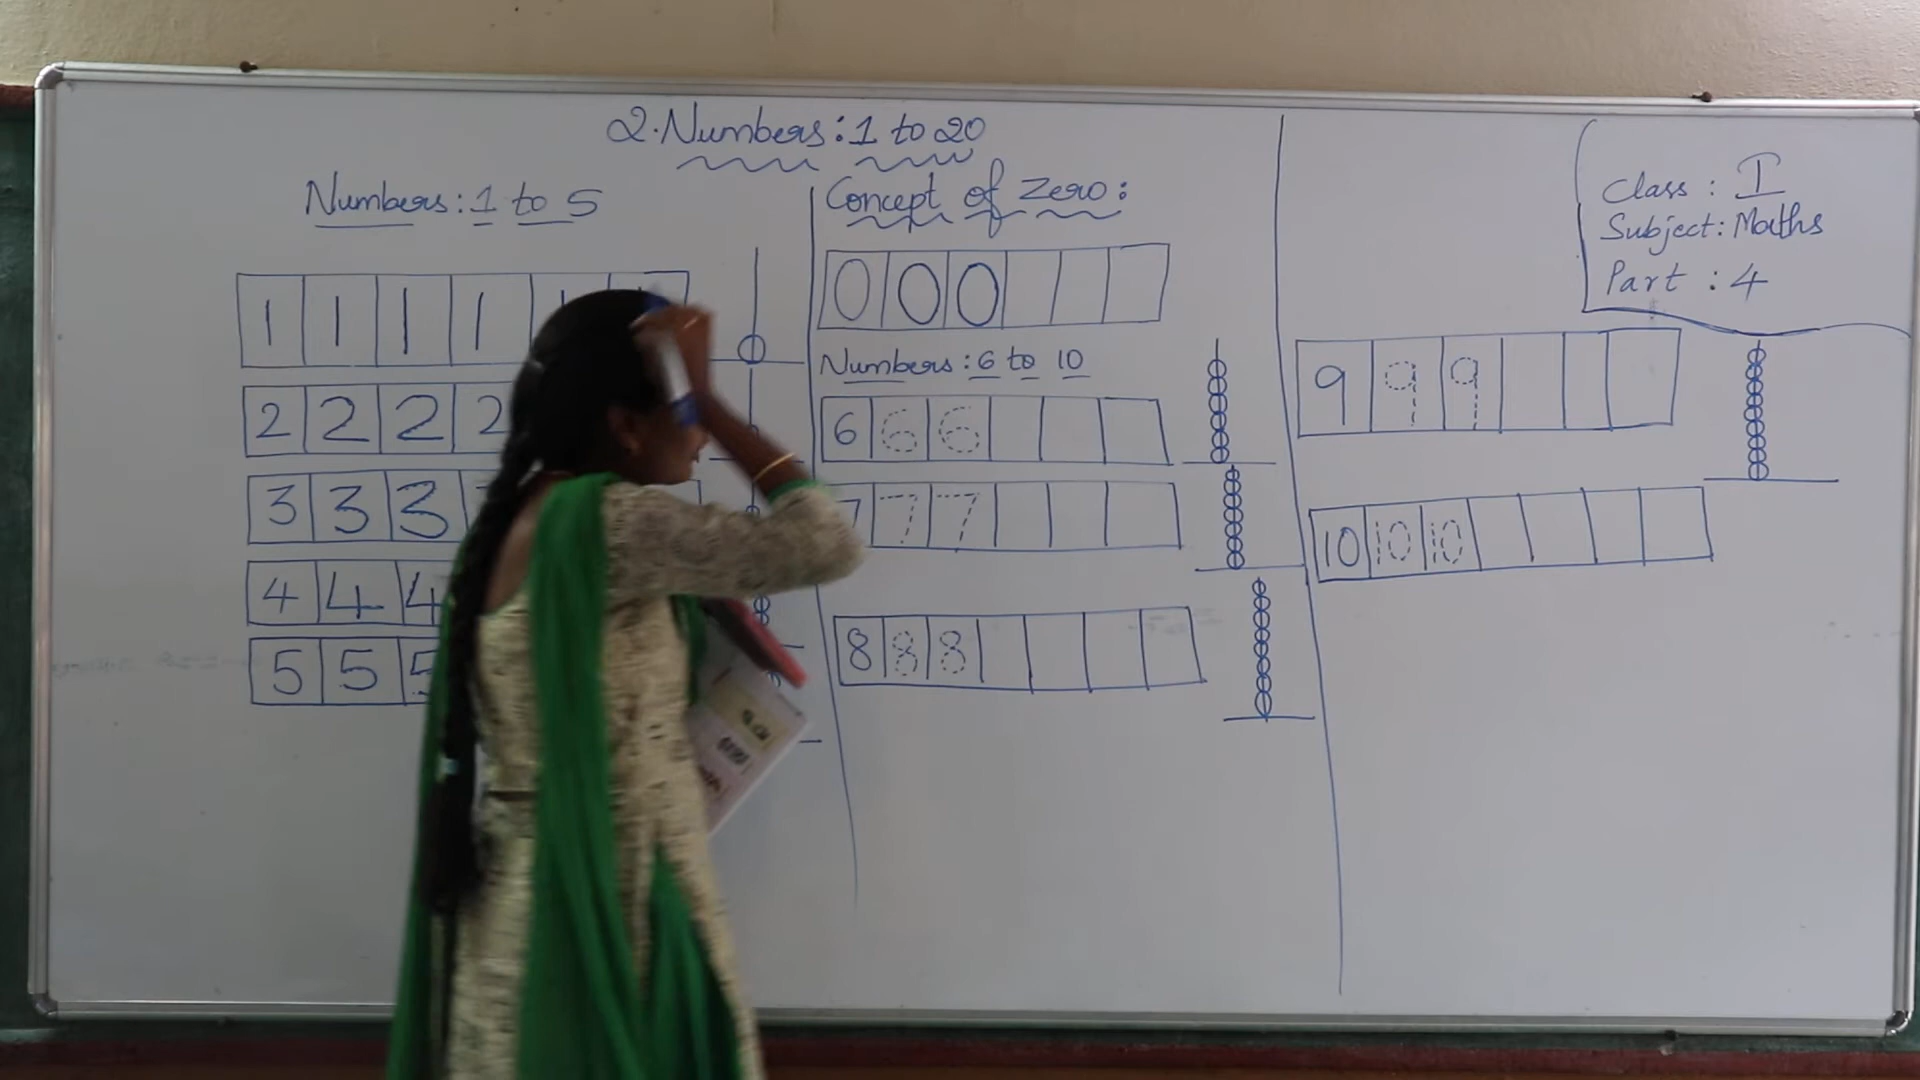 2. Numbers: 1 to 20
Numbers: 1 to 5
1 1 1 1
2 2 2 2
3 3 3
4 4 4
5 5 5
Concept of Zero:
0 0 0
Numbers: 6 to 10
6 6 6
7 7 7
8 8 8
Class : I
Subject: Maths
Part : 4
9 9 9
10 10 10